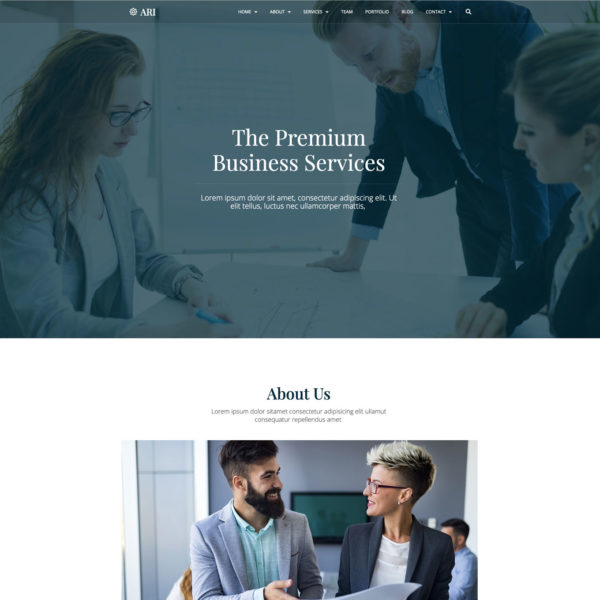 ARI
HOME ABOUT SERVICES TEAM PORTFOLIO BLOG CONTACT
The Premium
Business Services
Lorem ipsum dolor sit amet, consectetur adipiscing elit. Ut
elit tellus, luctus nec ullamcorper mattis,
About Us
Lorem ipsum dolor sitamet consectetur adipisicing elit ullamut
consequatur repellendus amet